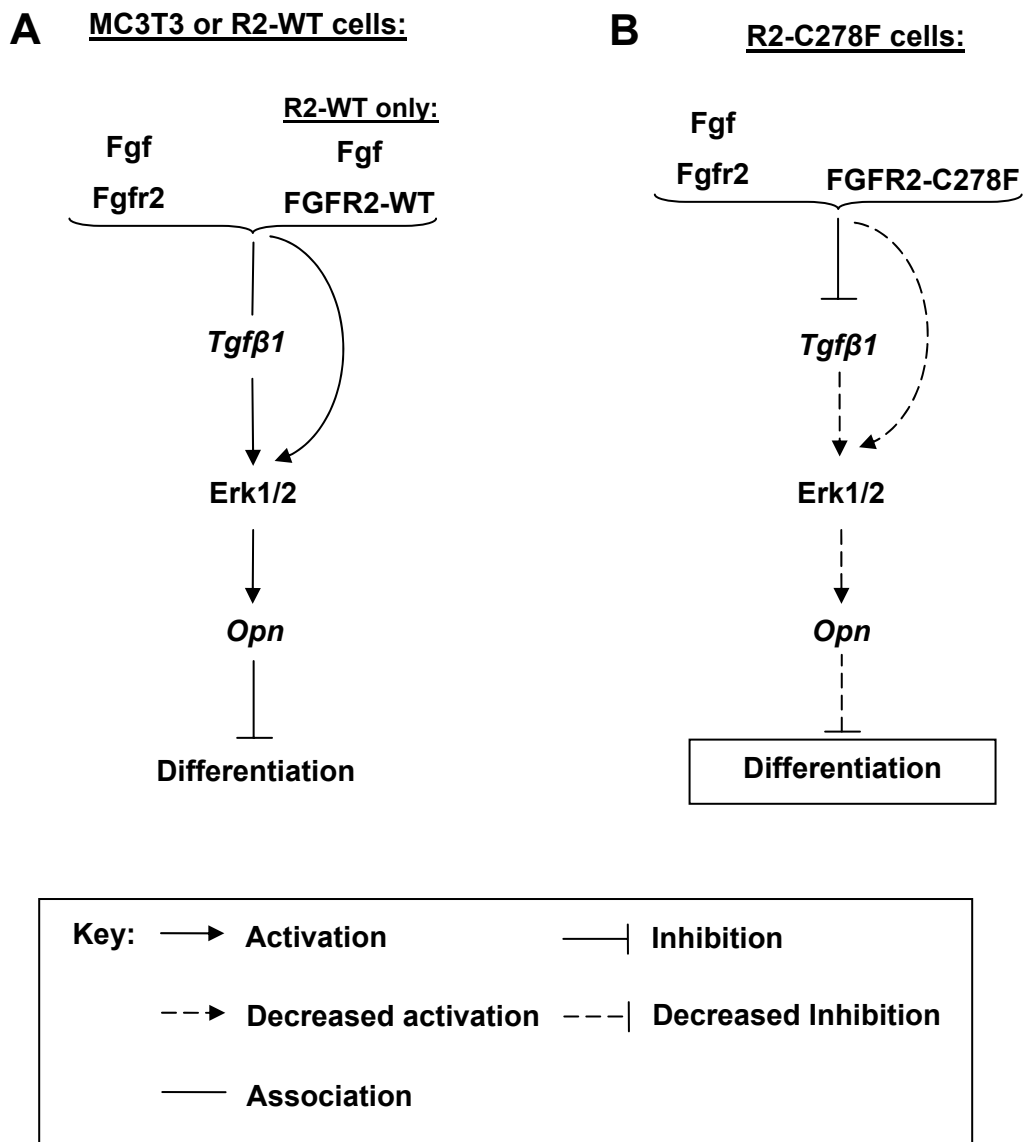 A MC3T3 or R2-WT cells:
R2-WT only:
Fgf
Fgf
Fgfr2
FGFR2-WT
Tgfβ1
Erk1/2
Opn
Differentiation
B R2-C278F cells:
Fgf
Fgfr2
FGFR2-C278F
Tgfβ1
Erk1/2
Opn
Differentiation
Key: Activation
Inhibition
Decreased activation
Decreased Inhibition
Association